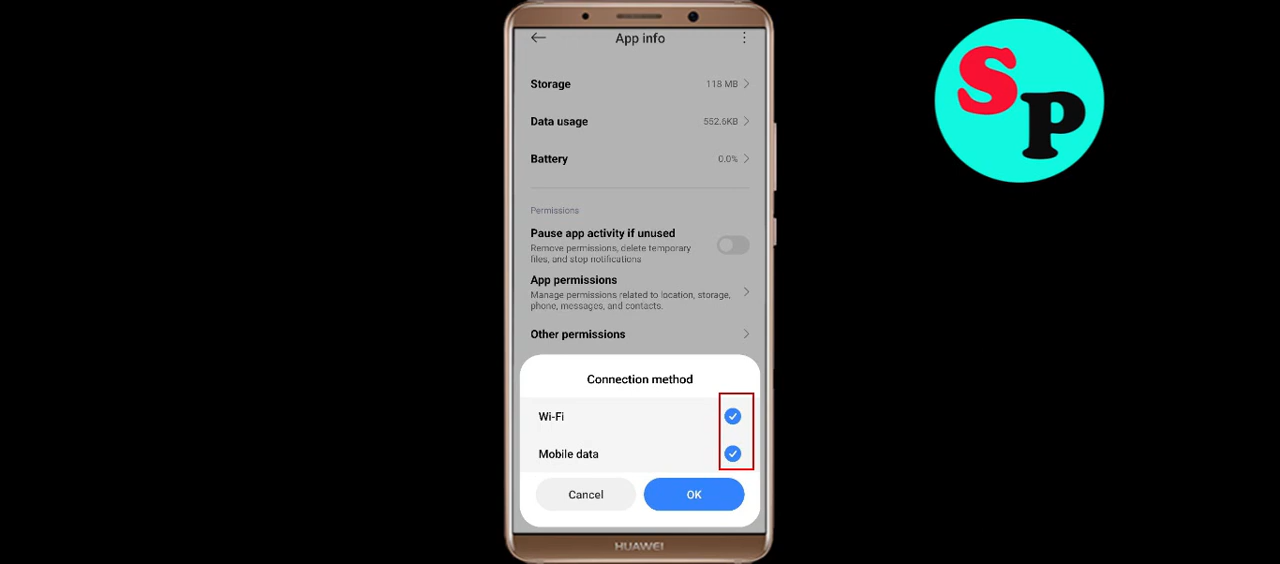 App info
Storage 118 MB
Data usage 552.6KB
Battery 0.0%
Permissions
Pause app activity if unused
Remove permissions, delete temporary
files, and stop notifications
App permissions
Manage permissions related to location, storage,
phone, messages, and contacts.
Other permissions
Connection method
Wi-Fi
Mobile data
Cancel OK
HUAWEI
SP